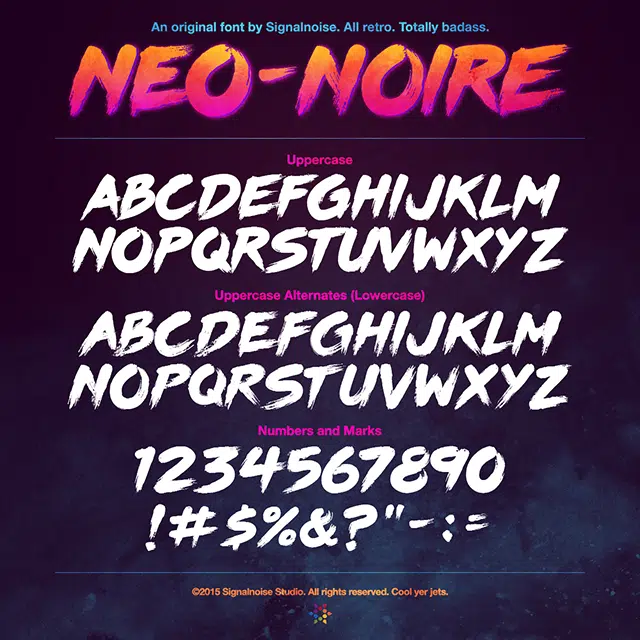 An original font by Signalnoise. All retro. Totally badass.
NEO-NOIRE
Uppercase
ABCDEFGHIJKLM
NOPQRSTUVWXYZ
Uppercase Alternates (Lowercase)
ABCDEFGHIJKLM
NOPQRSTUVWXYZ
Numbers and Marks
1234567890
!#$%&?"-:=
©2015 Signalnoise Studio. All rights reserved. Cool yer jets.